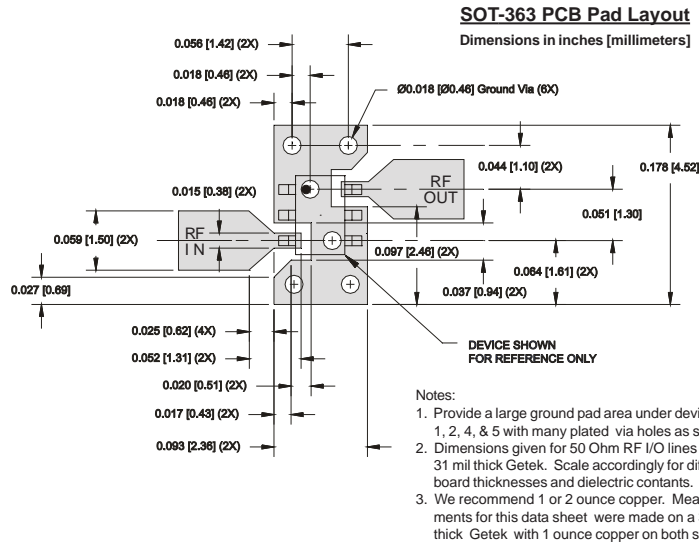 SOT-363 PCB Pad Layout
Dimensions in inches [millimeters]
0.056 [1.42] (2X)
0.018 [0.46] (2X)
0.018 [0.46] (2X)
Ø0.018 [Ø0.46] Ground Via (6X)
0.044 [1.10] (2X)
0.178 [4.52]
0.015 [0.38] (2X)
RF
OUT
0.051 [1.30]
0.059 [1.50] (2X)
RF
I N
0.097 [2.46] (2X)
0.064 [1.61] (2X)
0.027 [0.69]
0.037 [0.94] (2X)
0.025 [0.62] (4X)
0.052 [1.31] (2X)
0.020 [0.51] (2X)
0.017 [0.43] (2X)
0.093 [2.36] (2X)
DEVICE SHOWN
FOR REFERENCE ONLY
Notes:
1. Provide a large ground pad area under devi
1, 2, 4, & 5 with many plated via holes as s
2. Dimensions given for 50 Ohm RF I/O lines
31 mil thick Getek. Scale accordingly for dif
board thicknesses and dielectric contants.
3. We recommend 1 or 2 ounce copper. Mea
ments for this data sheet were made on a
thick Getek with 1 ounce copper on both s